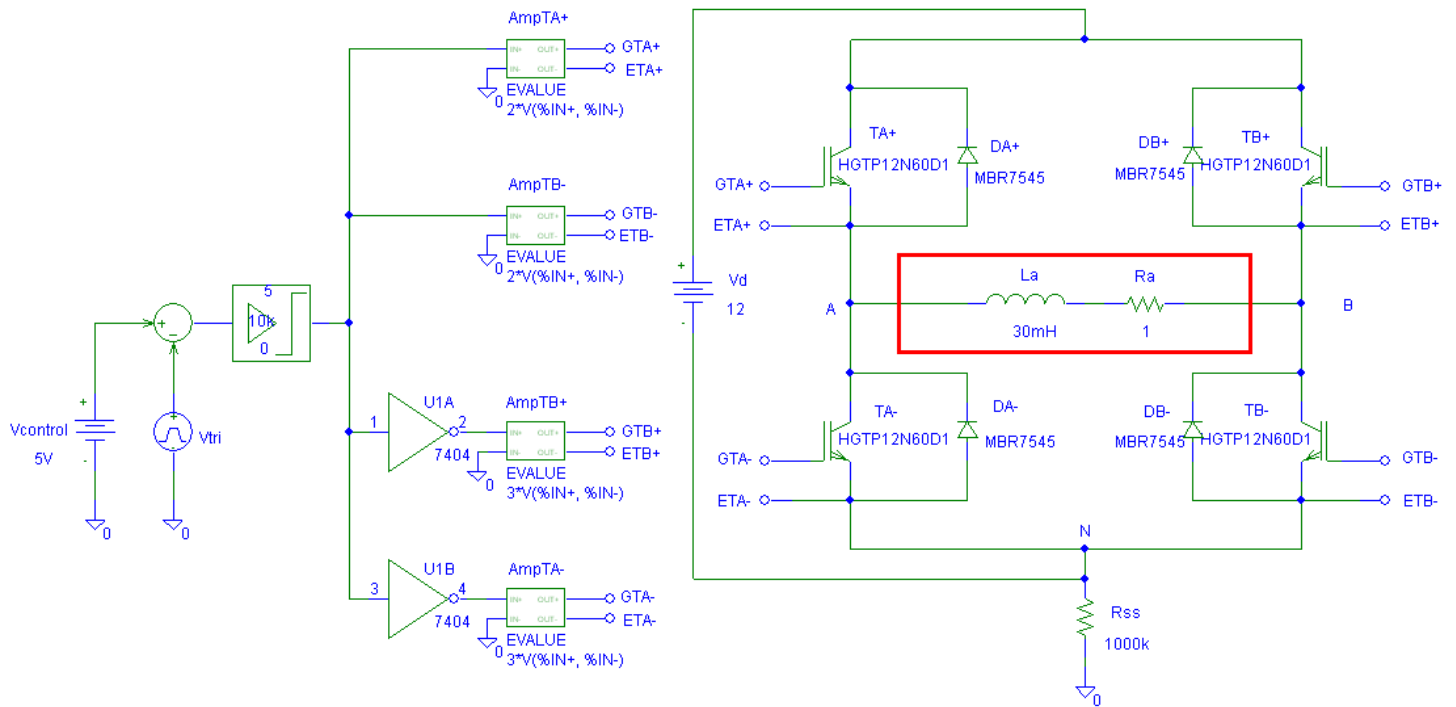 AmpTA+
IN+ OUT+
IN- OUT-
GTA+
ETA+
0
EVALUE
2*V(%IN+, %IN-)
AmpTB-
IN+ OUT+
IN- OUT-
GTB-
ETB-
0
EVALUE
2*V(%IN+, %IN-)
5
10k
0
+
-
+
-
Vcontrol
5V
0
+
Vtri
0
1
U1A
2
7404
AmpTB+
IN+ OUT+
IN- OUT-
GTB+
ETB+
0
EVALUE
3*V(%IN+, %IN-)
3
U1B
4
7404
AmpTA-
IN+ OUT+
IN- OUT-
GTA-
ETA-
0
EVALUE
3*V(%IN+, %IN-)
+
Vd
12
-
TA+
HGTP12N60D1
DA+
MBR7545
GTA+
ETA+
DB+
MBR7545
TB+
HGTP12N60D1
GTB+
ETB+
A
La
30mH
Ra
1
B
TA-
HGTP12N60D1
DA-
MBR7545
GTA-
ETA-
DB-
MBR7545
TB-
HGTP12N60D1
GTB-
ETB-
N
Rss
1000k
0